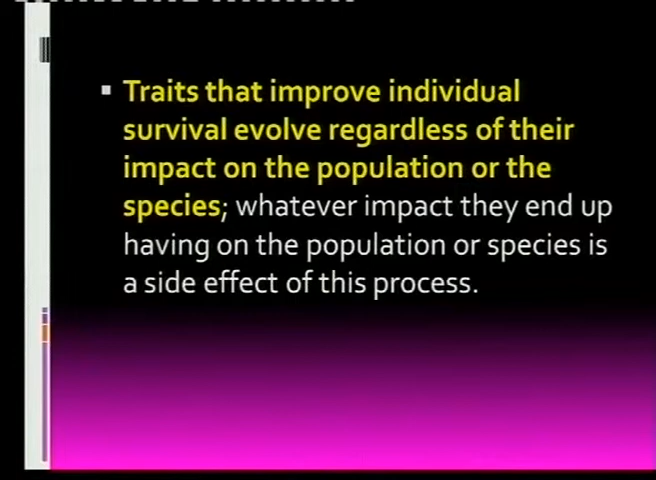 Traits that improve individual
survival evolve regardless of their
impact on the population or the
species; whatever impact they end up
having on the population or species is
a side effect of this process.